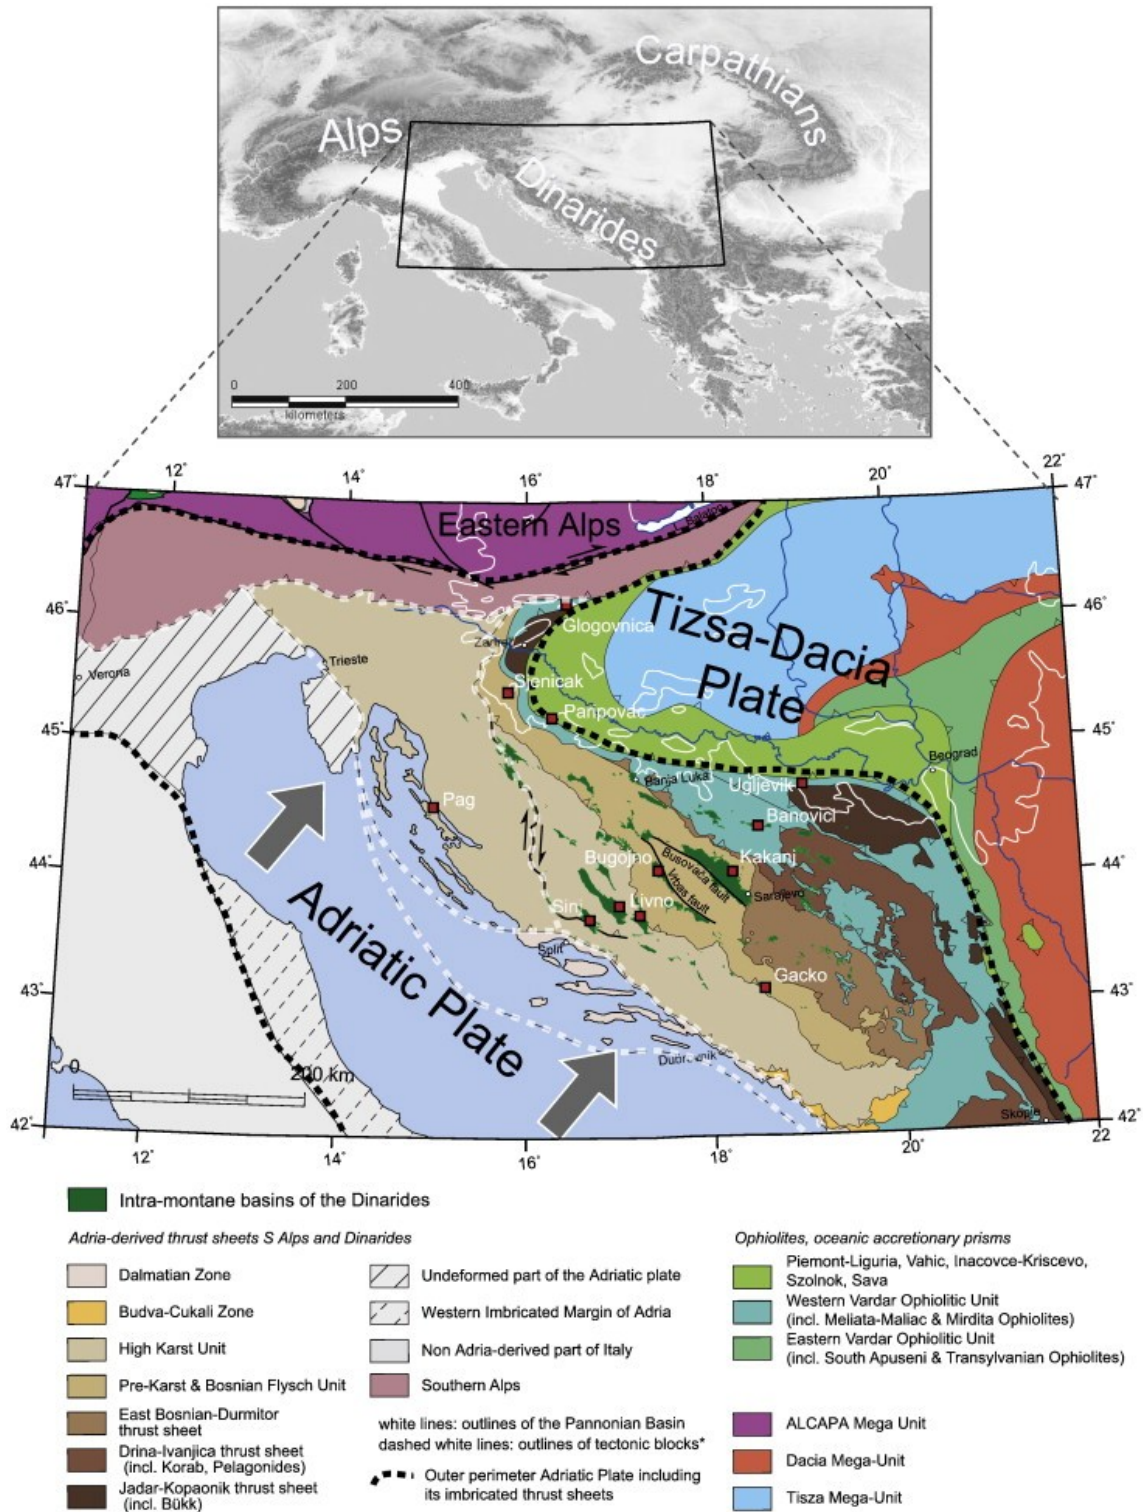 Carpathians
Alps
Dinarides
0 200 400
kilometers
12° 14° 16° 18° 20° 22°
47° 47°
Eastern Alps
Balaton
46° 46°
Glogovnica
Tizsa-Dacia
Plate
Verona
Trieste
Sjenicak
Panpovac
45° 45°
Beograd
Banja Luka
Ugljevik
Pag
Banovici
44° 44°
Bugojno
Busovača fault
Vrbas fault
Kakanj
Sarajevo
Sinj
Livno
Split
Adriatic Plate
Gacko
43° 43°
Dubrovnik
0 200 km
Skopje
42° 42°
12° 14° 16° 18° 20° 22
Intra-montane basins of the Dinarides
Adria-derived thrust sheets S Alps and Dinarides
Dalmatian Zone
Budva-Cukali Zone
High Karst Unit
Pre-Karst & Bosnian Flysch Unit
East Bosnian-Durmitor
thrust sheet
Drina-Ivanjica thrust sheet
(incl. Korab, Pelagonides)
Jadar-Kopaonik thrust sheet
(incl. Bükk)
Undeformed part of the Adriatic plate
Western Imbricated Margin of Adria
Non Adria-derived part of Italy
Southern Alps
white lines: outlines of the Pannonian Basin
dashed white lines: outlines of tectonic blocks*
Outer perimeter Adriatic Plate including
its imbricated thrust sheets
Ophiolites, oceanic accretionary prisms
Piemont-Liguria, Vahic, Inacovce-Kriscevo,
Szolnok, Sava
Western Vardar Ophiolitic Unit
(incl. Meliata-Maliac & Mirdita Ophiolites)
Eastern Vardar Ophiolitic Unit
(incl. South Apuseni & Transylvanian Ophiolites)
ALCAPA Mega Unit
Dacia Mega-Unit
Tisza Mega-Unit